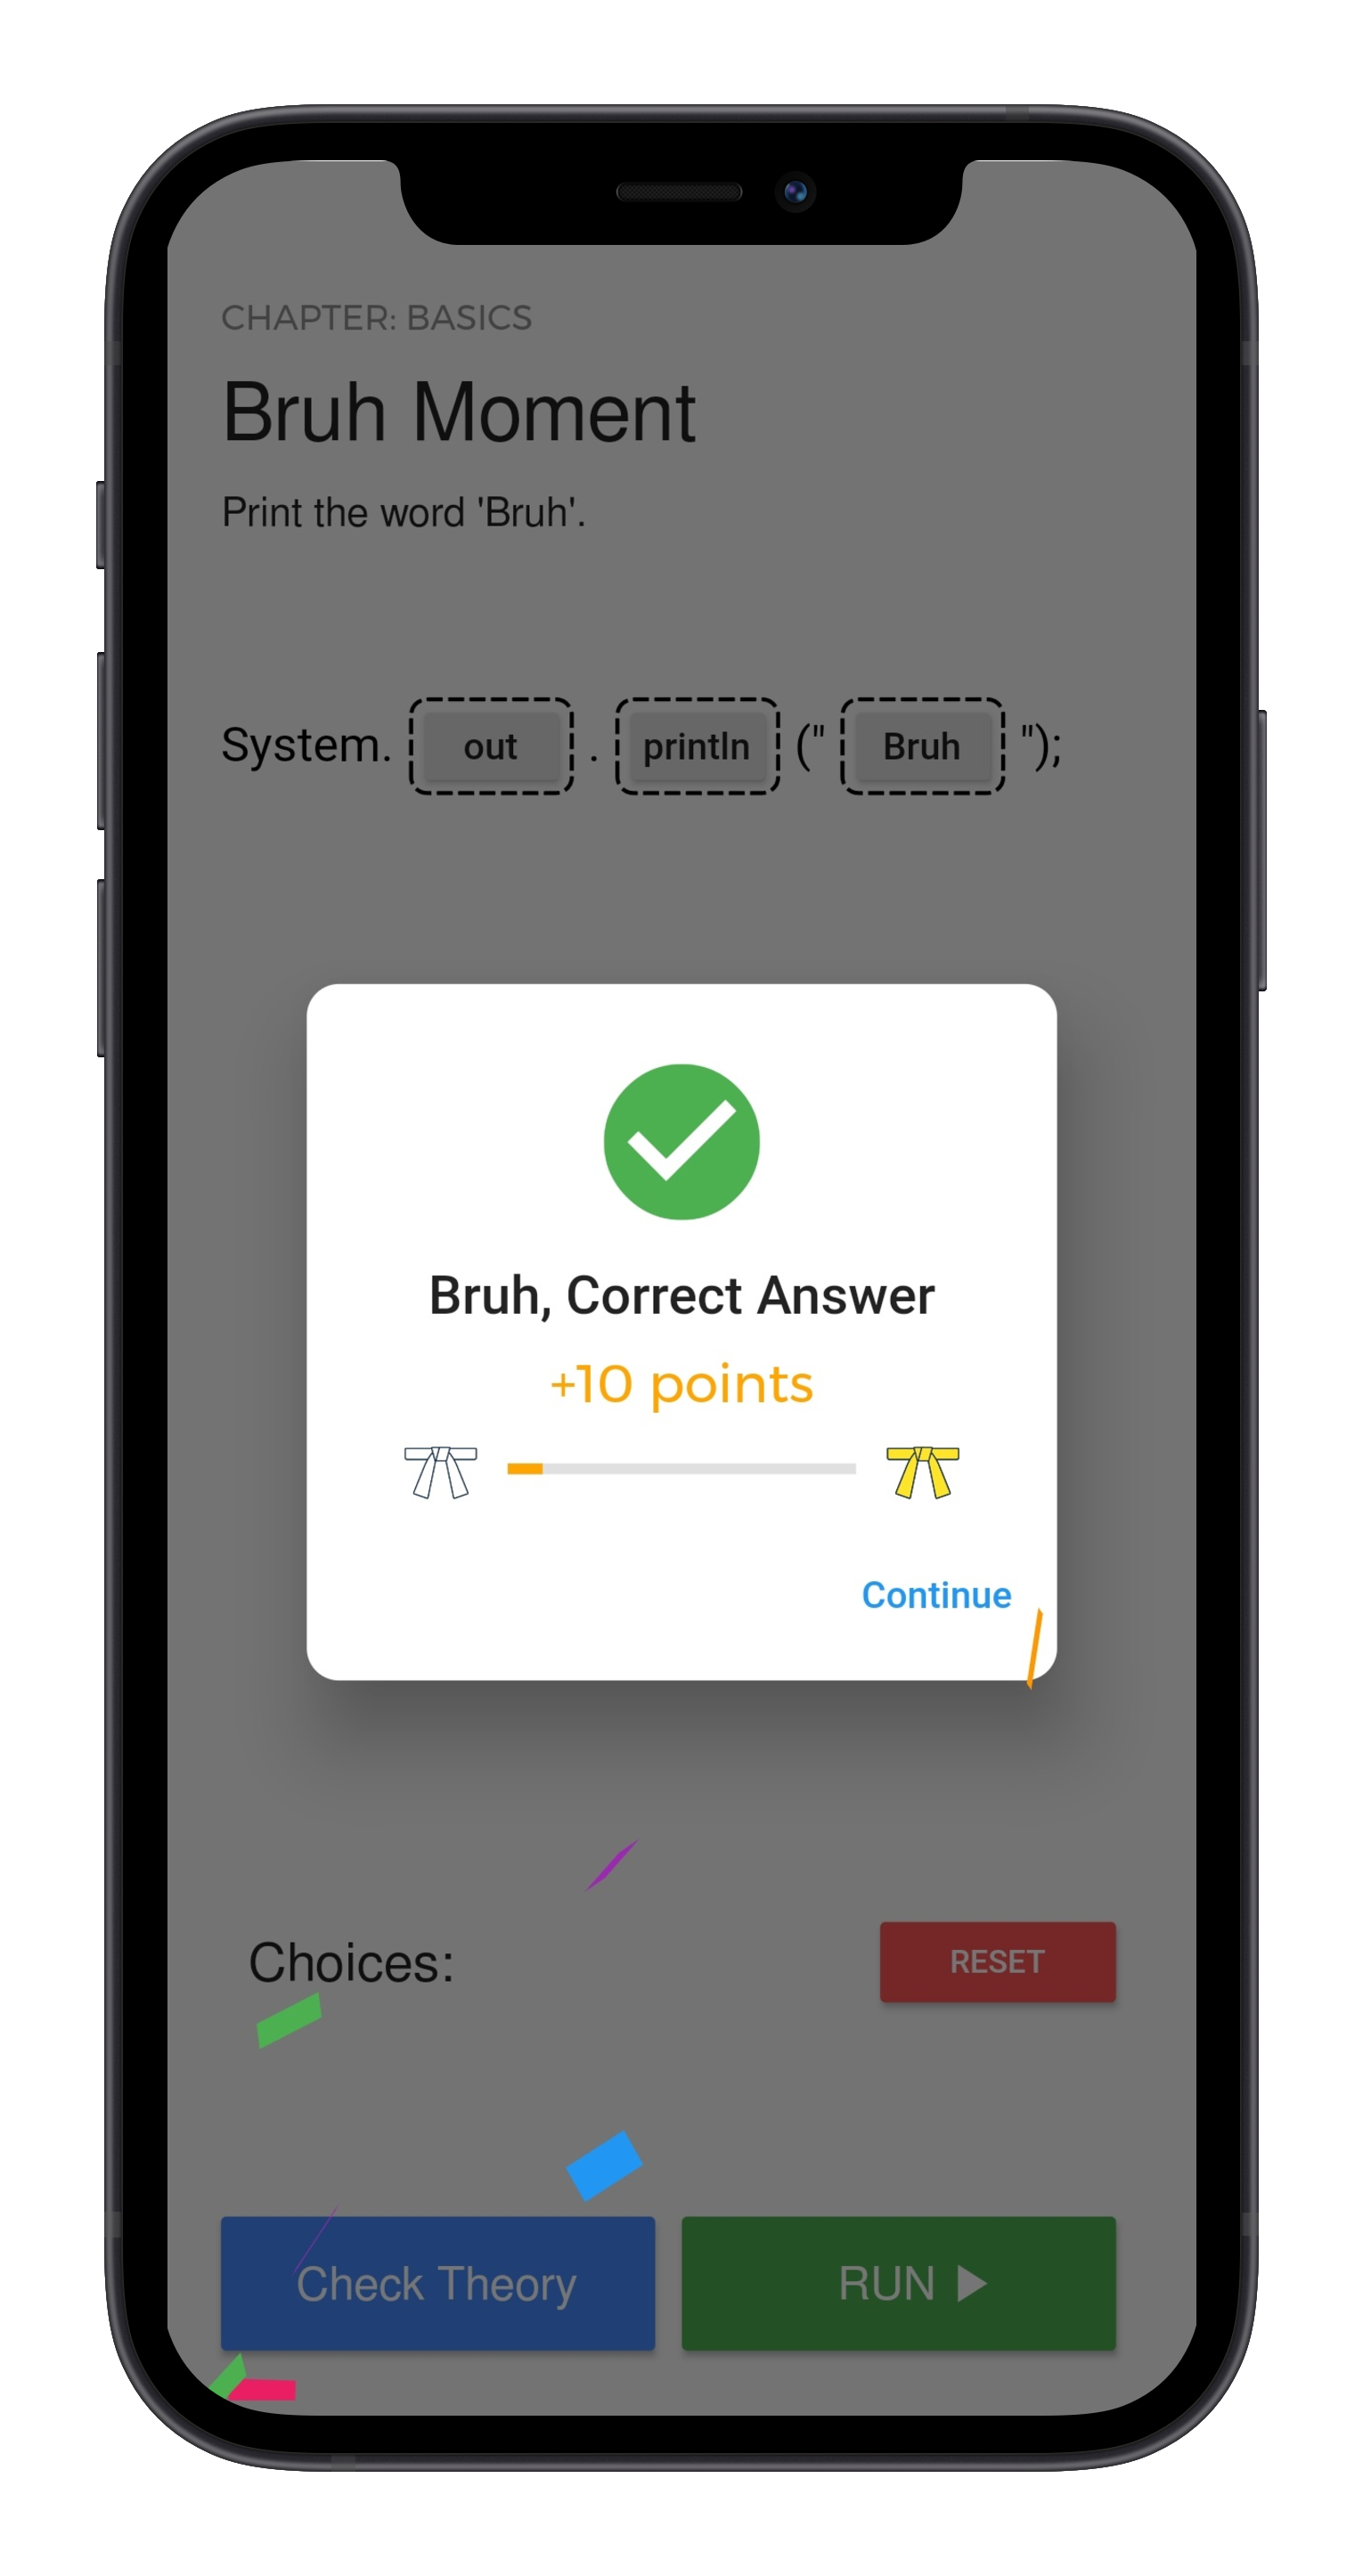 CHAPTER: BASICS
Bruh Moment
Print the word 'Bruh'.
System. out . println (" Bruh ");
Bruh, Correct Answer
+10 points
Continue
Choices:
RESET
Check Theory
RUN